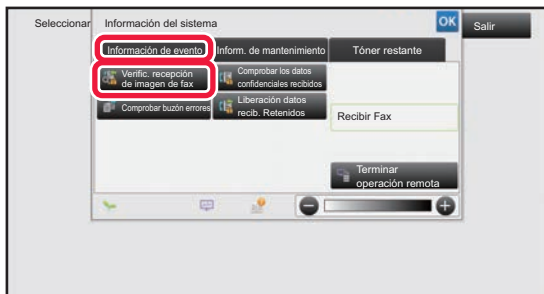 Seleccionar
Información del sistema
OK
Salir
Información de evento
Inform. de mantenimiento
Tóner restante
Verific. recepción
de imagen de fax
Comprobar los datos
confidenciales recibidos
Comprobar buzón errores
Liberación datos
recib. Retenidos
Recibir Fax
Terminar
operación remota